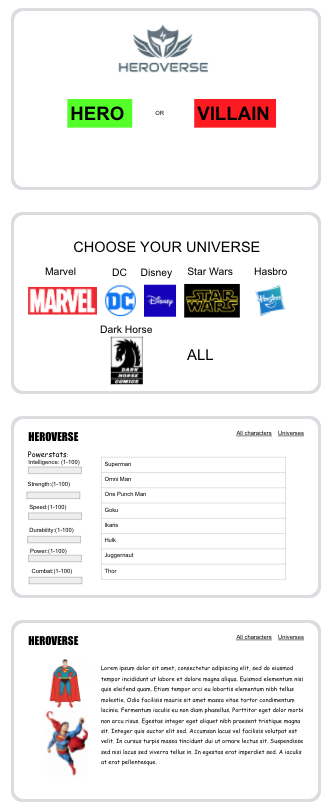 HEROVERSE
HERO OR VILLAIN
CHOOSE YOUR UNIVERSE
Marvel DC Disney Star Wars Hasbro
MARVEL DC Disney STAR WARS Hasbro
Dark Horse
DARK HORSE COMICS
ALL
HEROVERSE All characters Universes
Powerstats:
Intelligence: (1-100)
Strength:(1-100)
Speed:(1-100)
Durability:(1-100)
Power:(1-100)
Combat:(1-100)
Superman
Omni Man
One Punch Man
Goku
Ikaris
Hulk
Juggernaut
Thor
HEROVERSE All characters Universes
Lorem ipsum dolor sit amet, consectetur adipiscing elit, sed do eiusmod
tempor incididunt ut labore et dolore magna aliqua. Euismod elementum nisi
quis eleifend quam. Etiam tempor orci eu lobortis elementum nibh tellus
molestie. Odio facilisis mauris sit amet massa vitae tortor condimentum
lacinia. Fermentum iaculis eu non diam phasellus. Porttitor eget dolor morbi
non arcu risus. Egestas integer eget aliquet nibh praesent tristique magna
sit. Integer quis auctor elit sed. Accumsan lacus vel facilisis volutpat est
velit. In cursus turpis massa tincidunt dui ut ornare lectus sit. Suspendisse
sed nisi lacus sed viverra tellus in. In egestas erat imperdiet sed. A iaculis
at erat pellentesque.